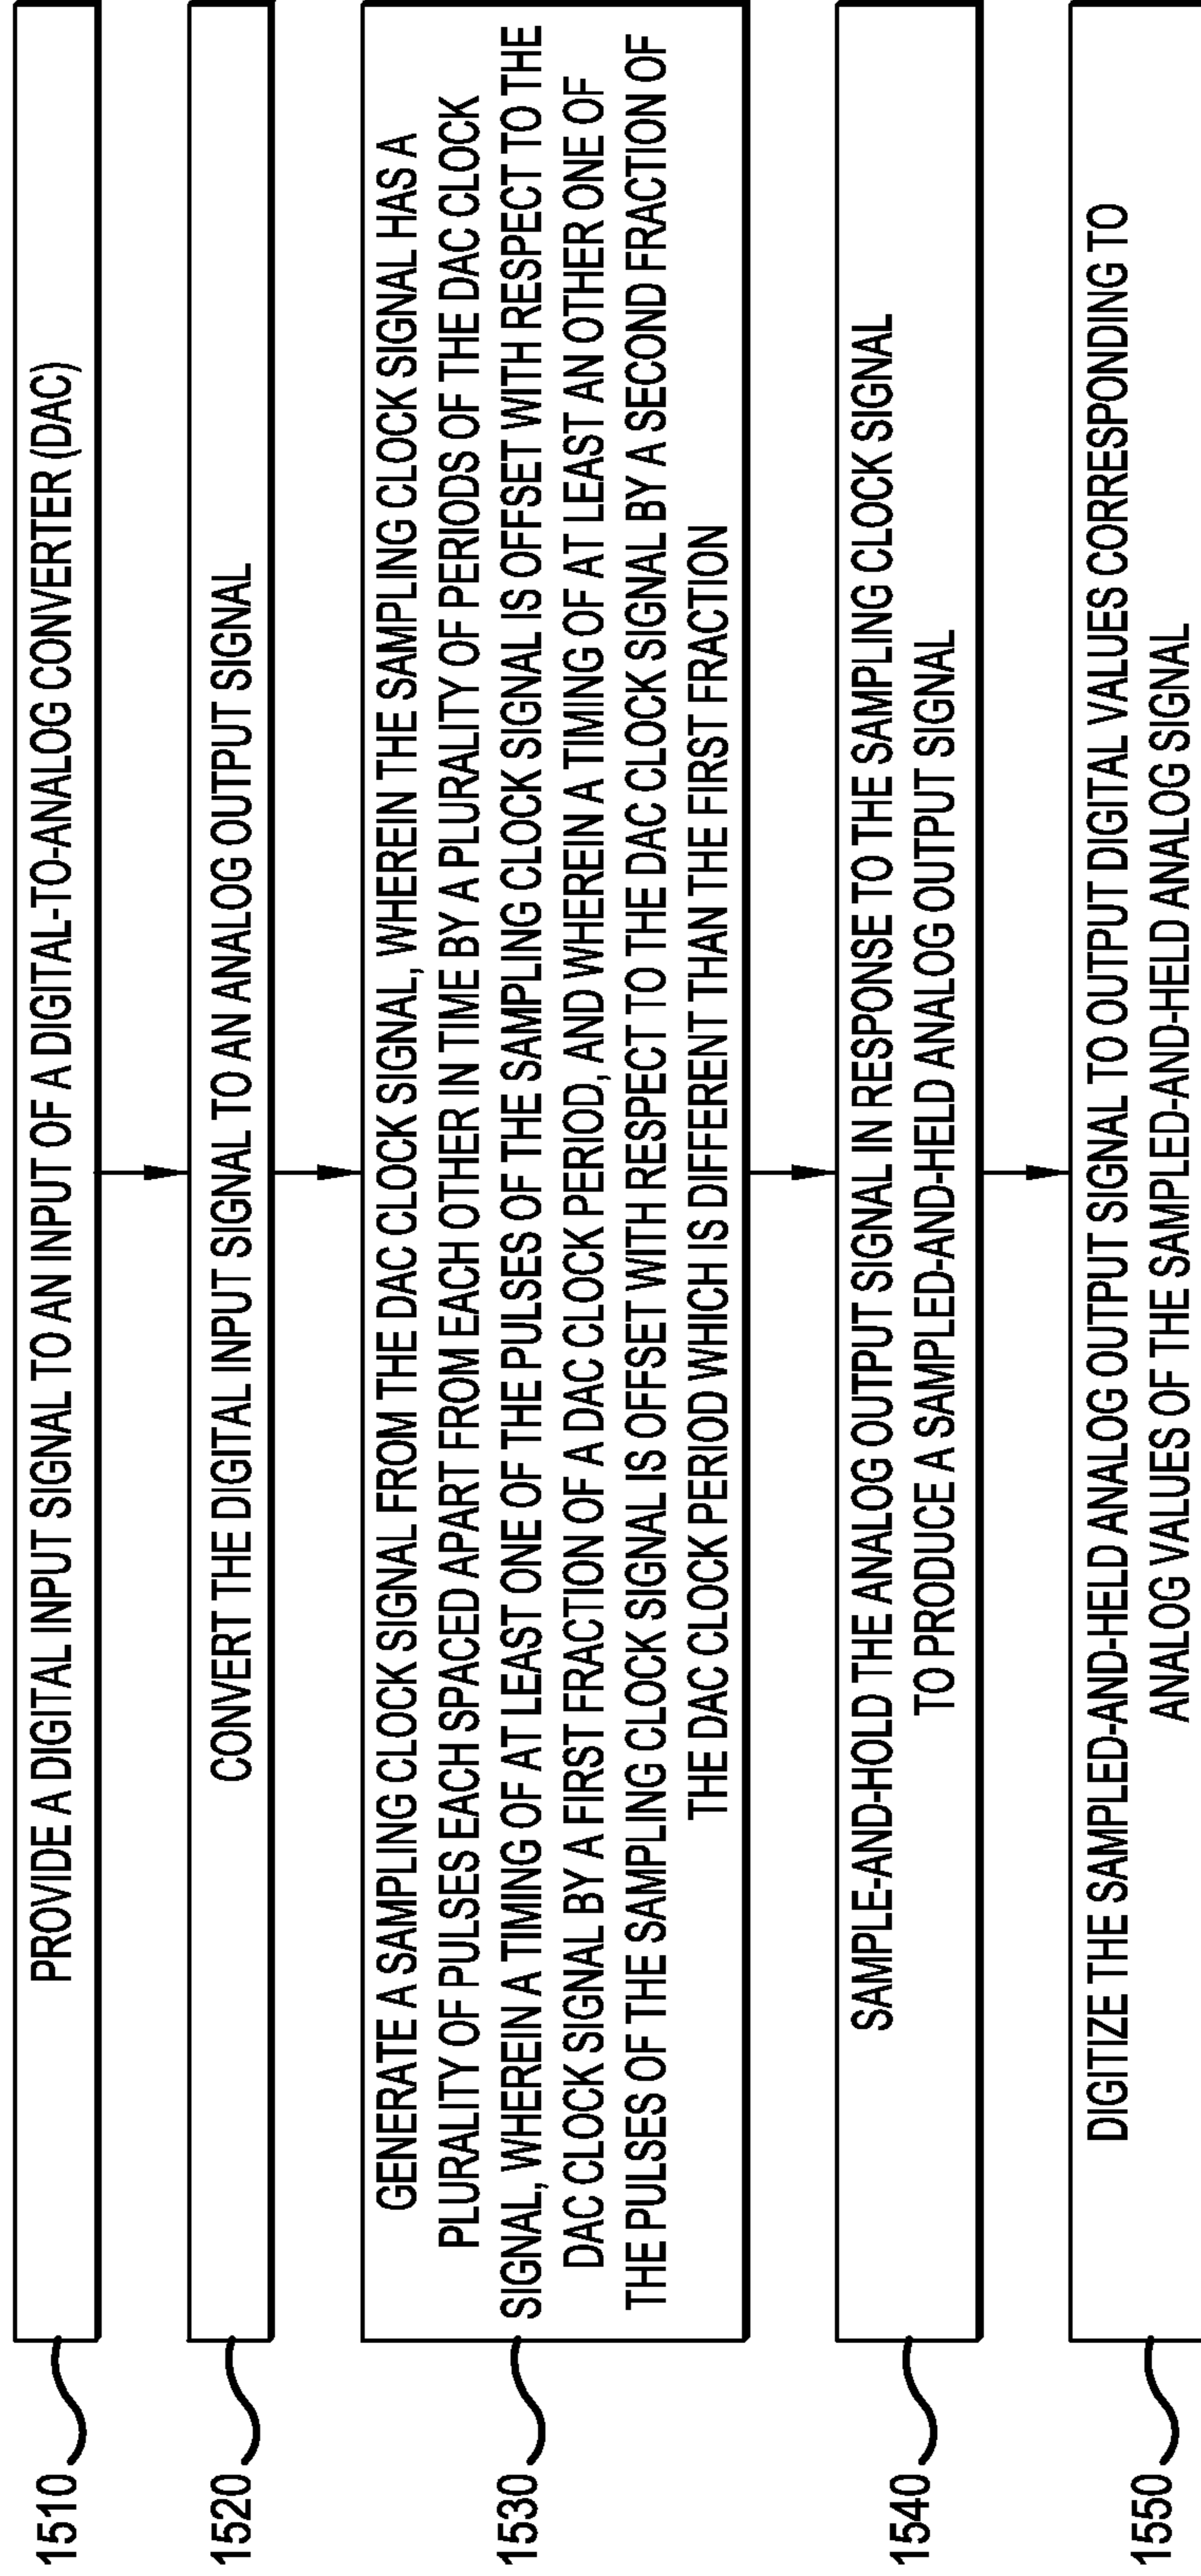 1510
PROVIDE A DIGITAL INPUT SIGNAL TO AN INPUT OF A DIGITAL-TO-ANALOG CONVERTER (DAC)
1520
CONVERT THE DIGITAL INPUT SIGNAL TO AN ANALOG OUTPUT SIGNAL
1530
GENERATE A SAMPLING CLOCK SIGNAL FROM THE DAC CLOCK SIGNAL, WHEREIN THE SAMPLING CLOCK SIGNAL HAS A
PLURALITY OF PULSES EACH SPACED APART FROM EACH OTHER IN TIME BY A PLURALITY OF PERIODS OF THE DAC CLOCK
SIGNAL, WHEREIN A TIMING OF AT LEAST ONE OF THE PULSES OF THE SAMPLING CLOCK SIGNAL IS OFFSET WITH RESPECT TO THE
DAC CLOCK SIGNAL BY A FIRST FRACTION OF A DAC CLOCK PERIOD, AND WHEREIN A TIMING OF AT LEAST AN OTHER ONE OF
THE PULSES OF THE SAMPLING CLOCK SIGNAL IS OFFSET WITH RESPECT TO THE DAC CLOCK SIGNAL BY A SECOND FRACTION OF
THE DAC CLOCK PERIOD WHICH IS DIFFERENT THAN THE FIRST FRACTION
1540
SAMPLE-AND-HOLD THE ANALOG OUTPUT SIGNAL IN RESPONSE TO THE SAMPLING CLOCK SIGNAL
TO PRODUCE A SAMPLED-AND-HELD ANALOG OUTPUT SIGNAL
1550
DIGITIZE THE SAMPLED-AND-HELD ANALOG OUTPUT SIGNAL TO OUTPUT DIGITAL VALUES CORRESPONDING TO
ANALOG VALUES OF THE SAMPLED-AND-HELD ANALOG SIGNAL